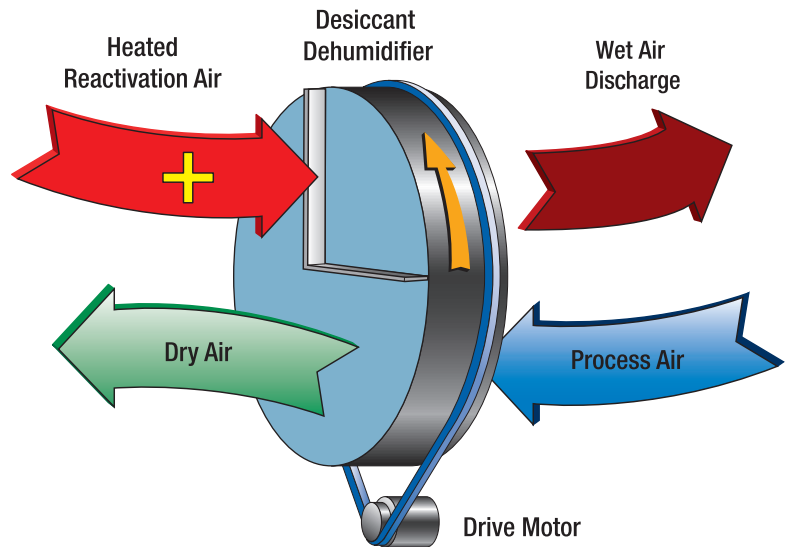 Heated
Reactivation Air
Desiccant
Dehumidifier
Wet Air
Discharge
Dry Air
Process Air
Drive Motor